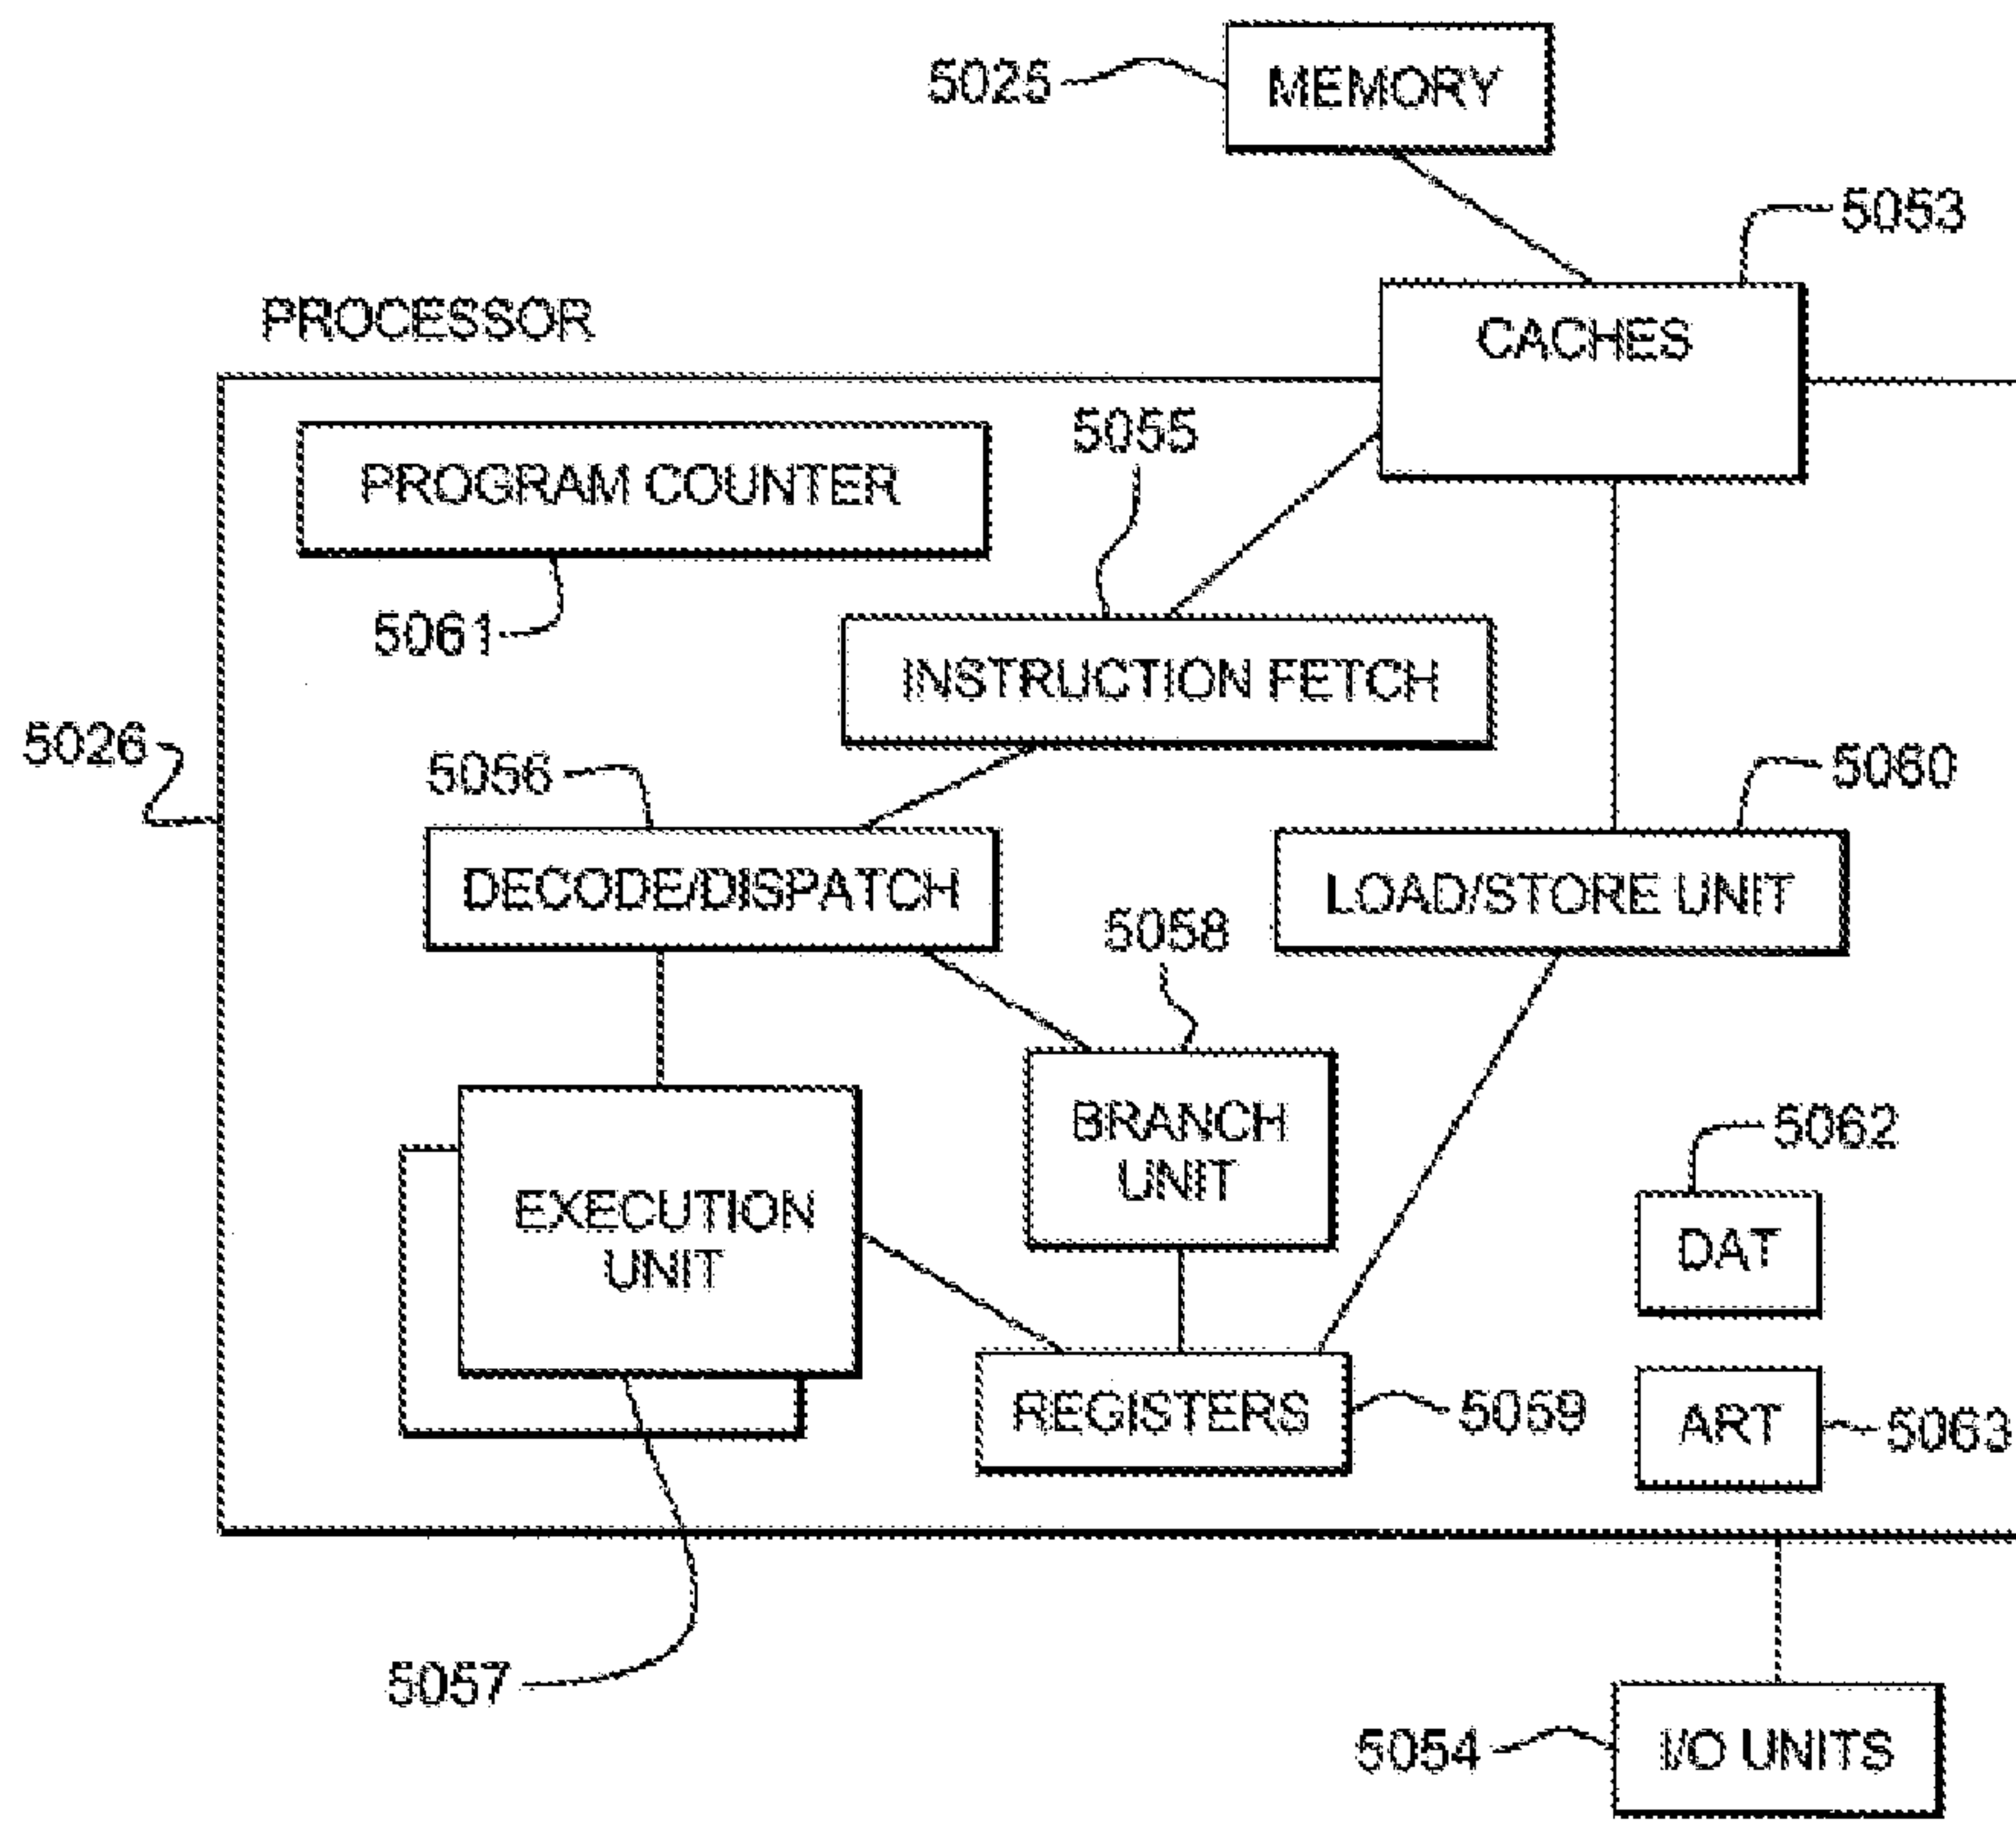 5025
MEMORY
5053
PROCESSOR
CACHES
5055
PROGRAM COUNTER
5061
INSTRUCTION FETCH
5026
5056
5060
DECODE/DISPATCH
LOAD/STORE UNIT
5058
BRANCH
UNIT
5062
EXECUTION
UNIT
DAT
REGISTERS
5059
ART
5063
5057
5054
I/O UNITS